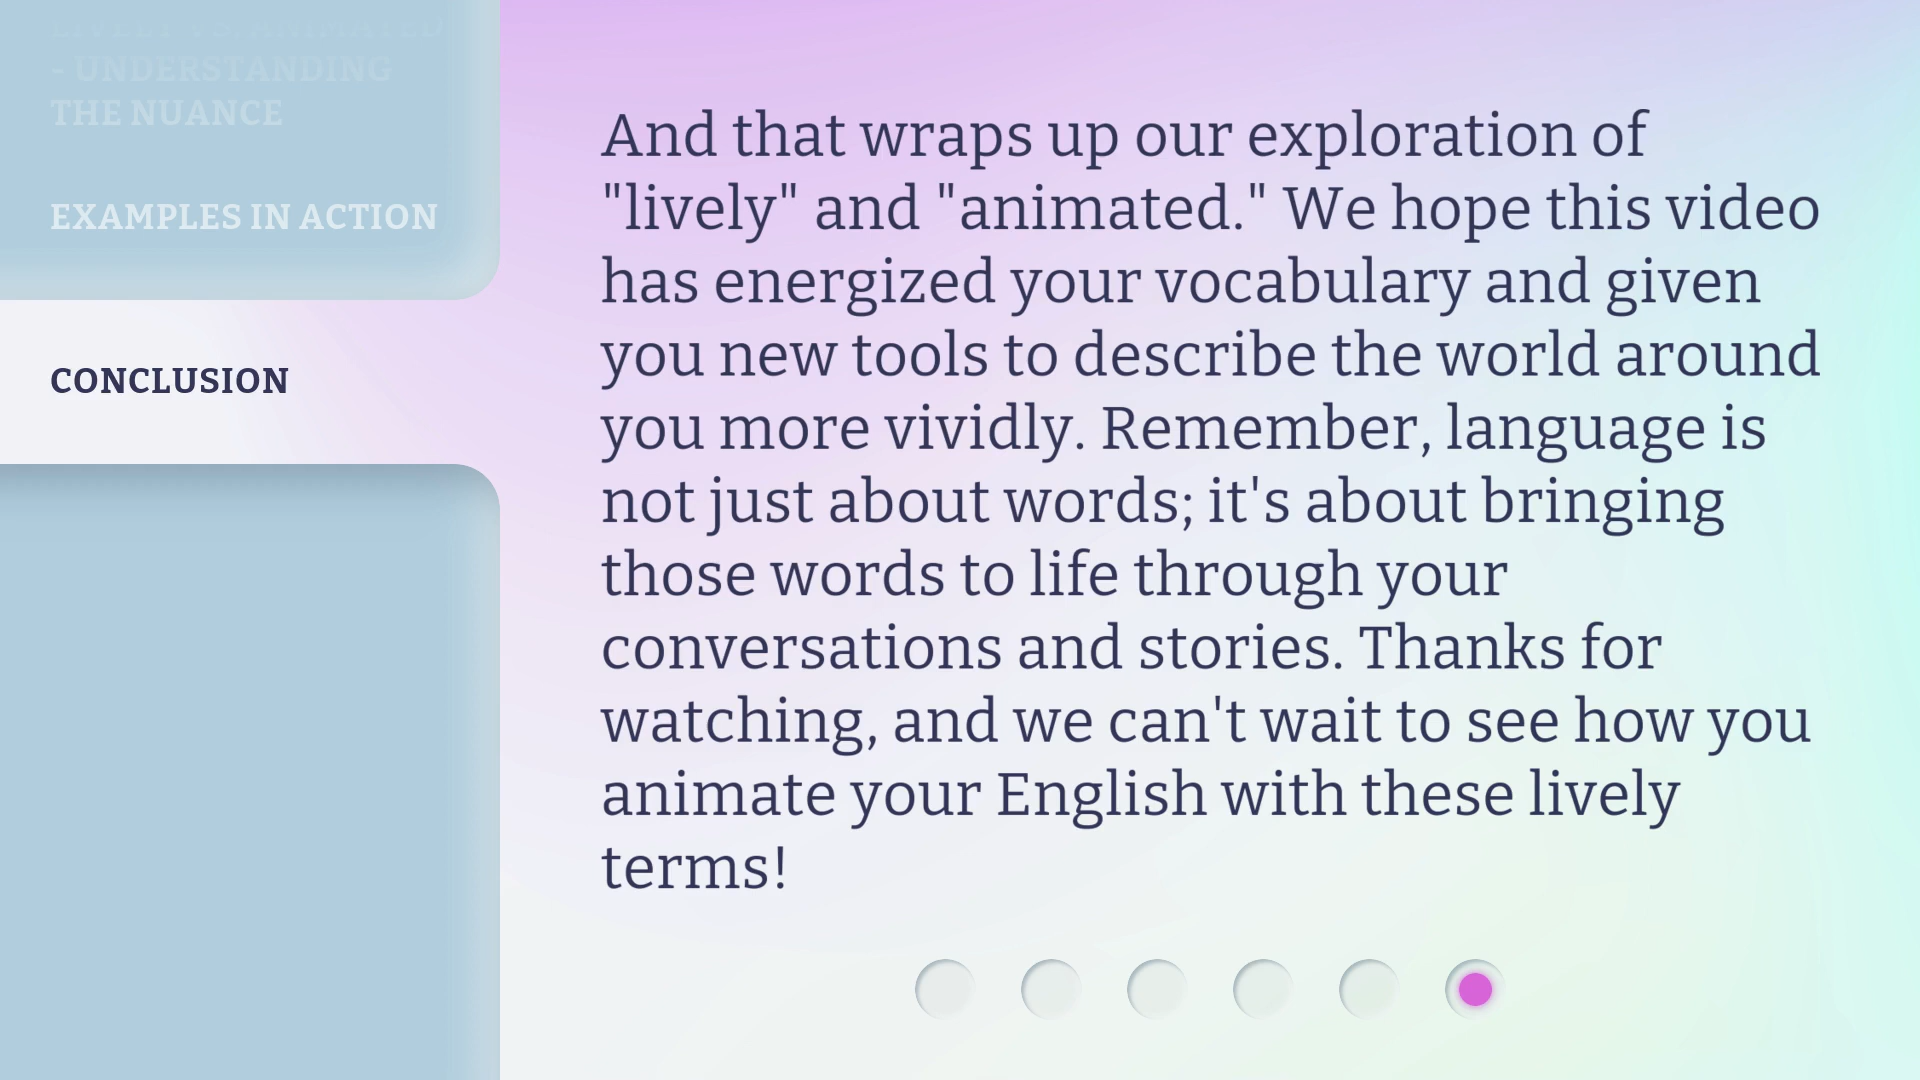 LIVELY VS. ANIMATED
- UNDERSTANDING
THE NUANCE
EXAMPLES IN ACTION
CONCLUSION
And that wraps up our exploration of
"lively" and "animated." We hope this video
has energized your vocabulary and given
you new tools to describe the world around
you more vividly. Remember, language is
not just about words; it's about bringing
those words to life through your
conversations and stories. Thanks for
watching, and we can't wait to see how you
animate your English with these lively
terms!